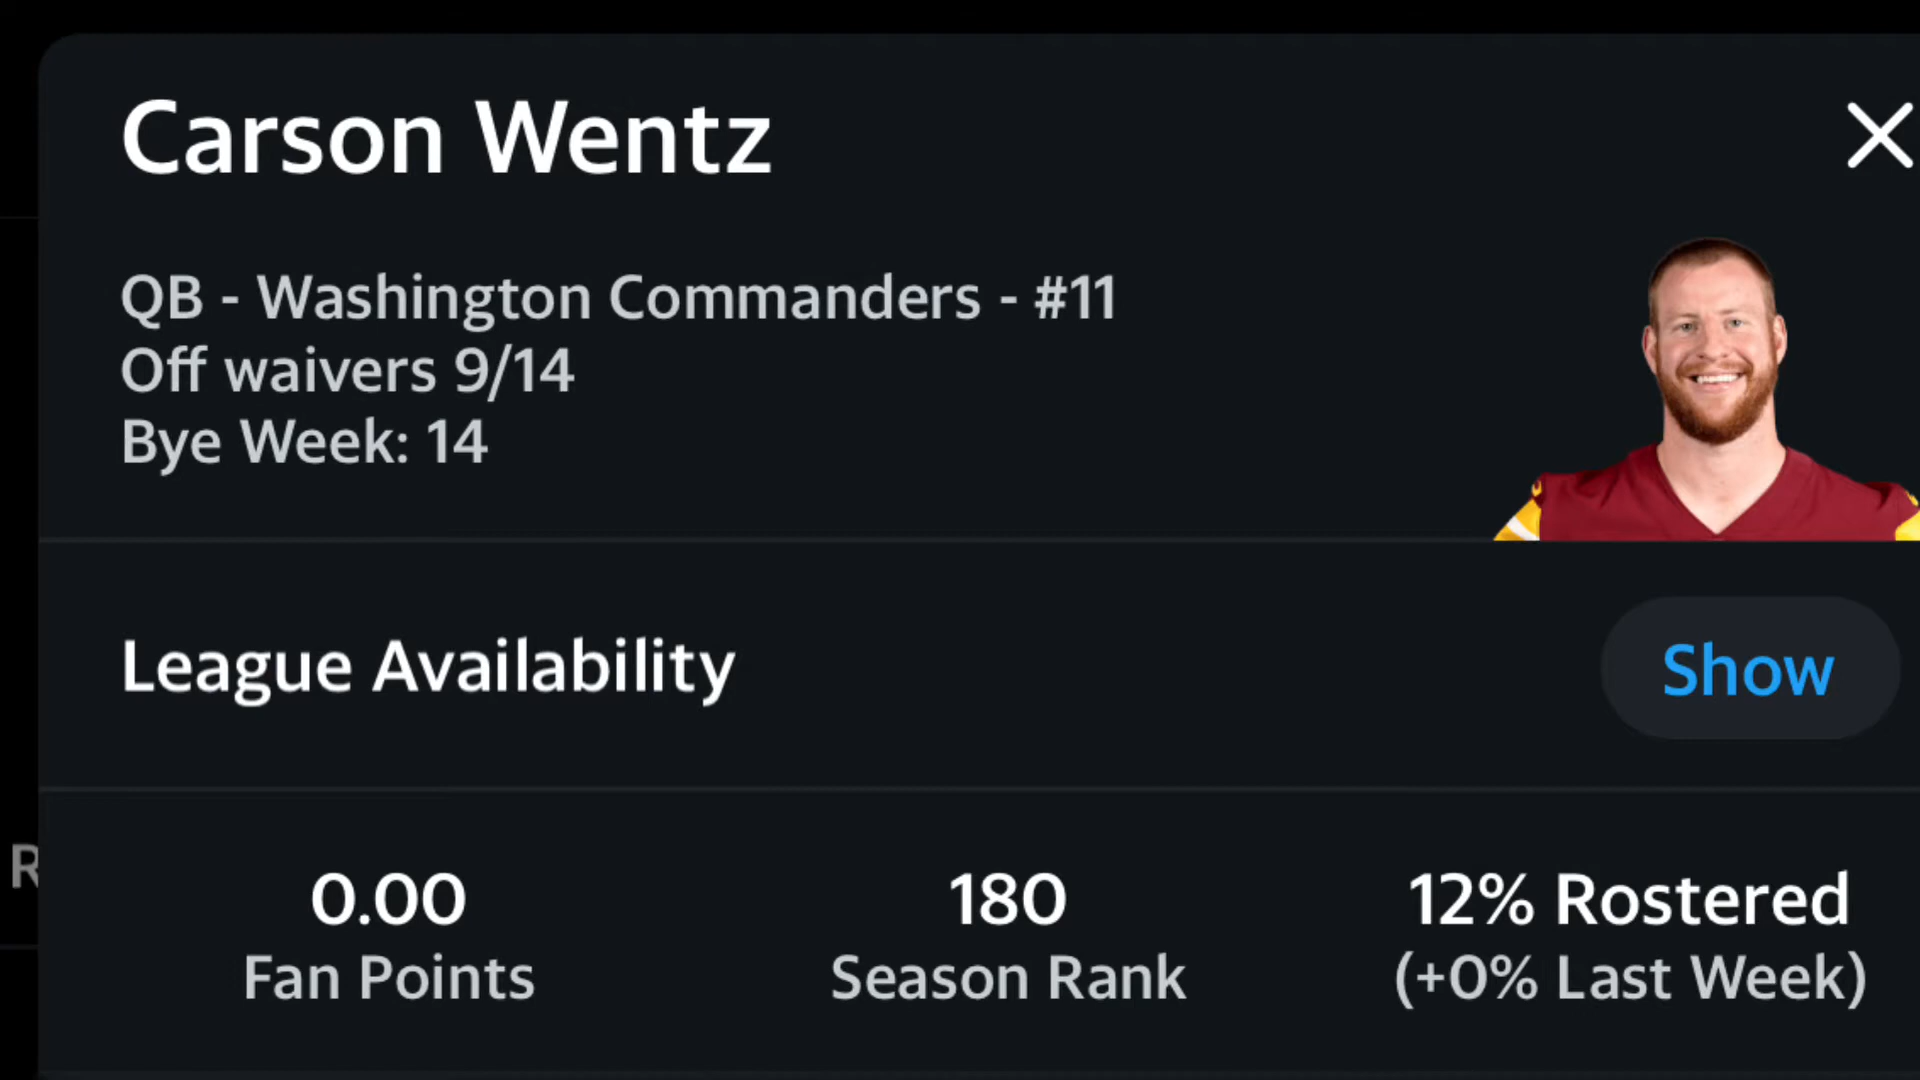 Carson Wentz
QB - Washington Commanders - #11
Off waivers 9/14
Bye Week: 14
League Availability
Show
R
0.00
Fan Points
180
Season Rank
12% Rostered
(+0% Last Week)